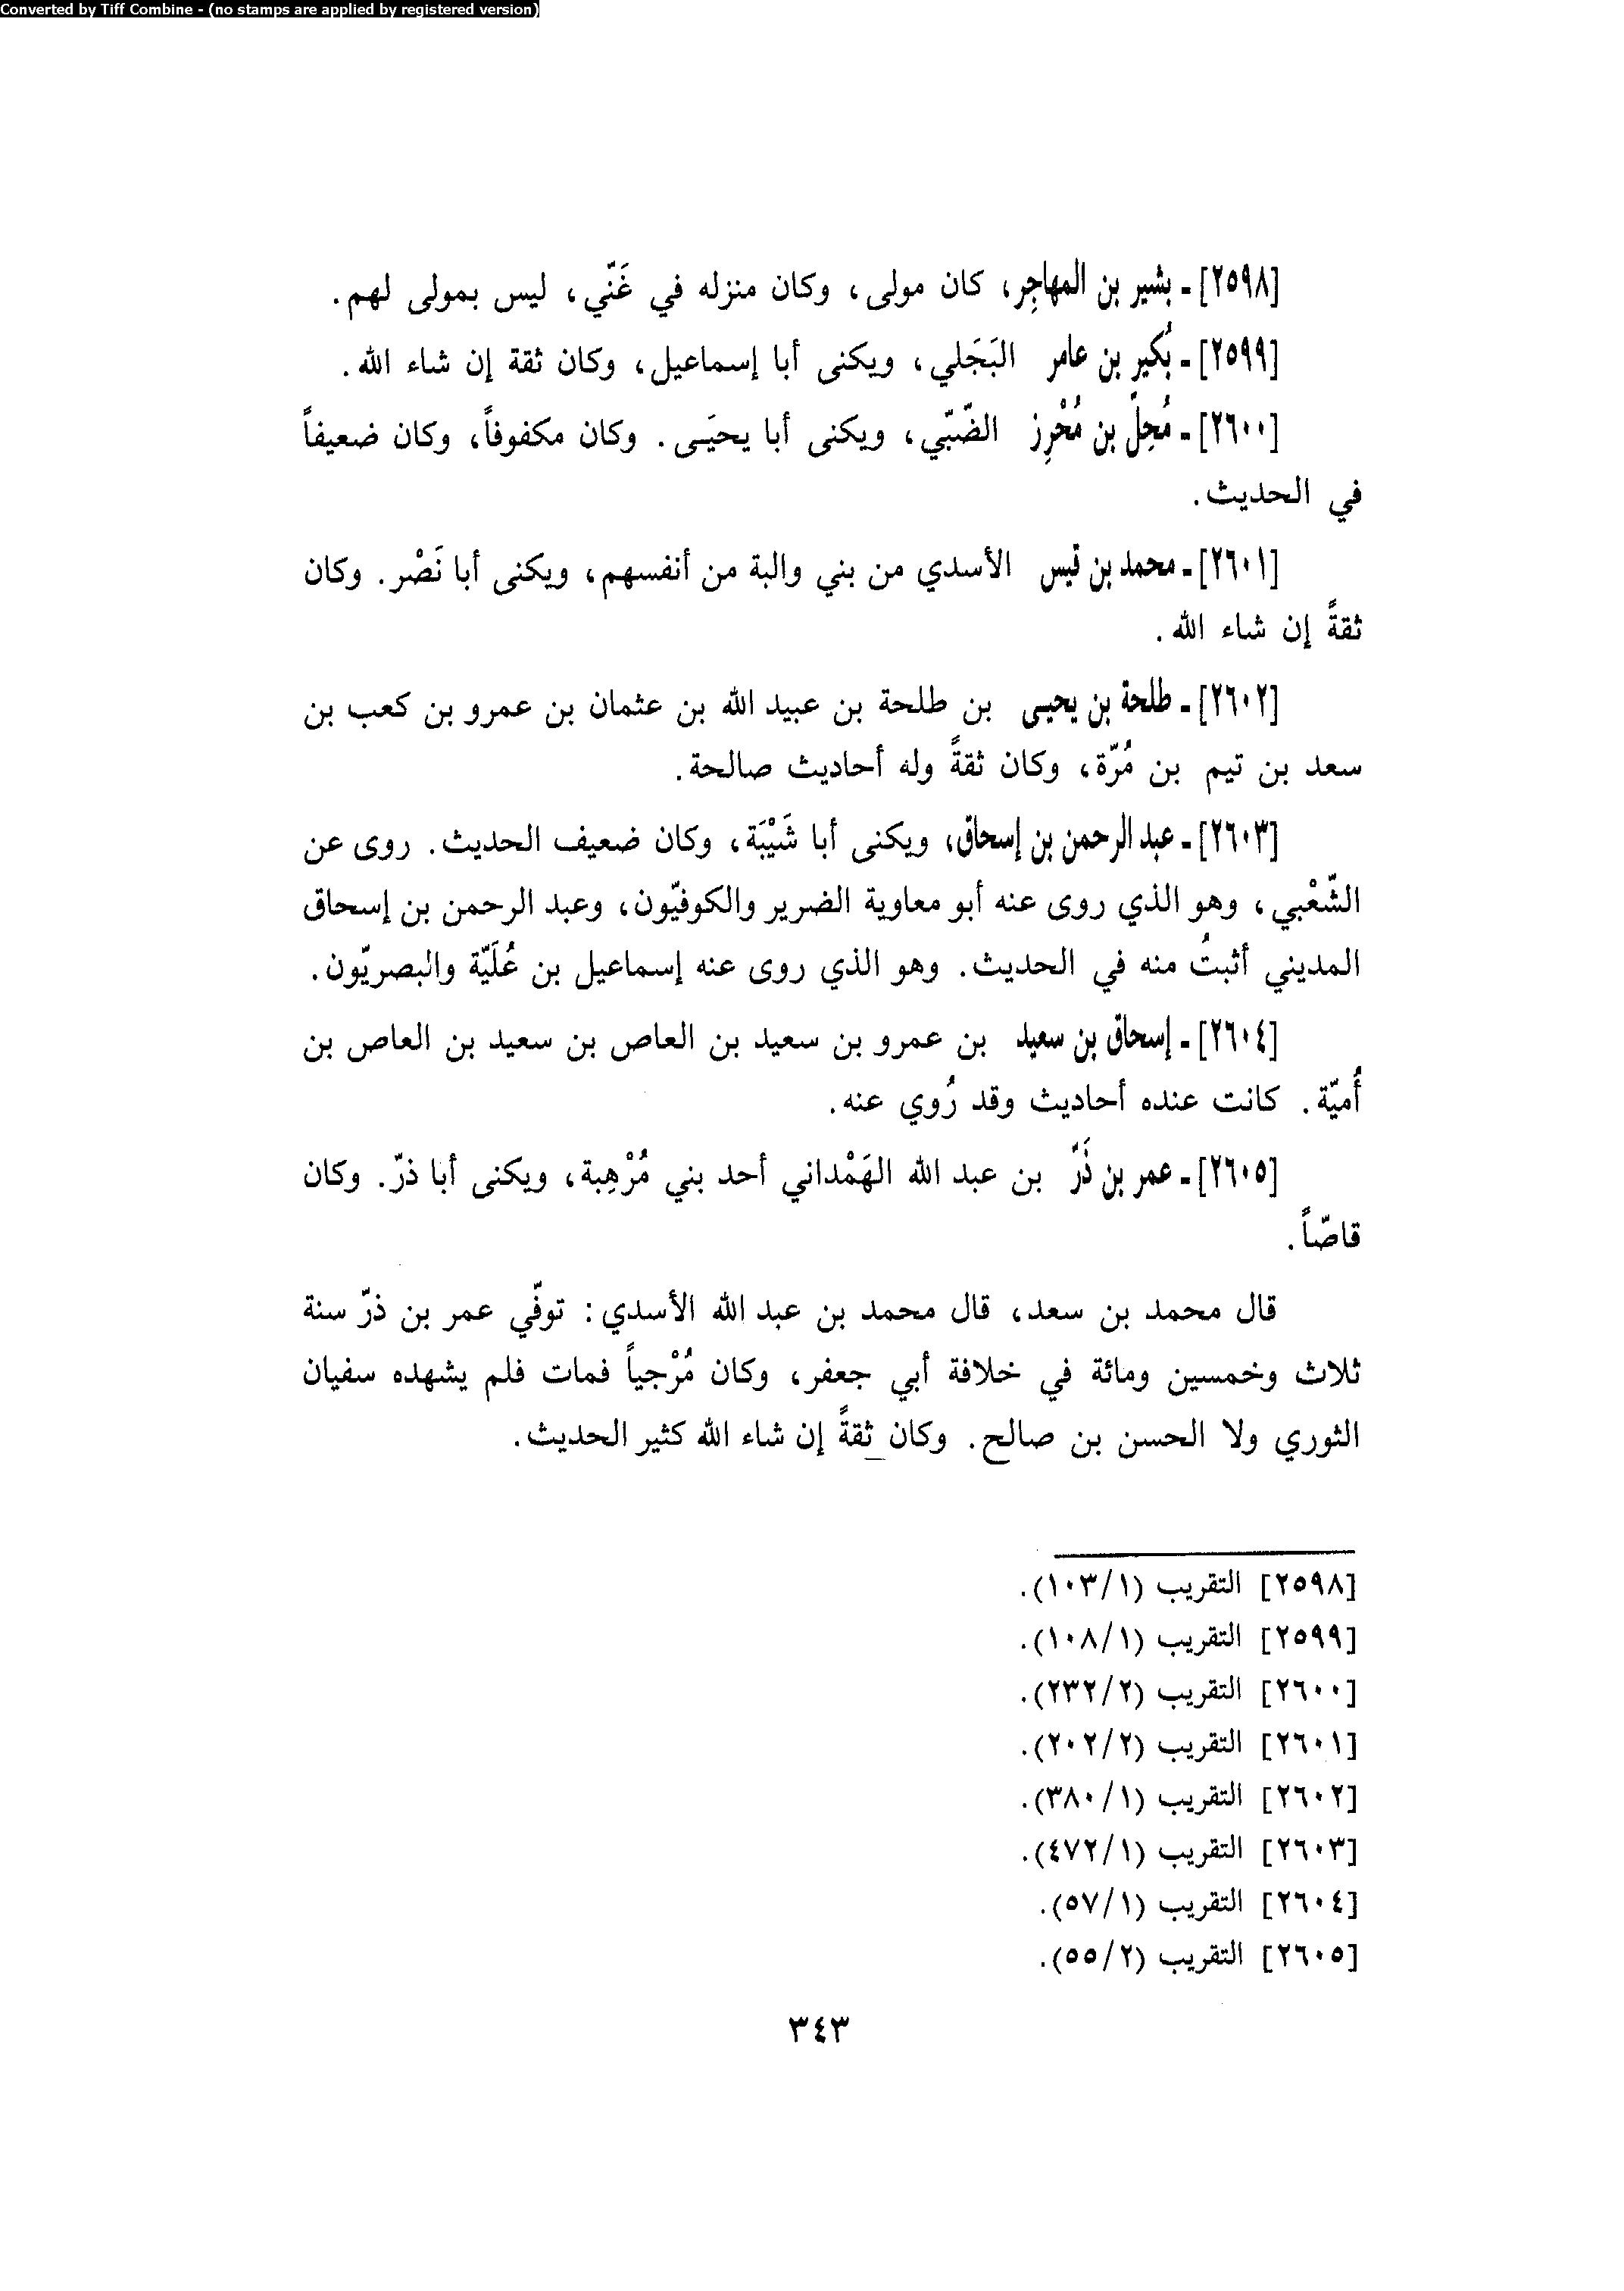 Converted by Tiff Combine - (no stamps are applied by registered version)
[٢٥٩٨] - بشير بن المهاجِر، كان مولى، وكان منزله في غَنّي، ليس بمولى لهم.
[٢٥٩٩] - بُكير بن عامر البَجَلي، ويكنى أبا إسماعيل، وكان ثقة إن شاء الله.
[٢٦٠٠] - مُحِلّ بن مُحْرِز الضّبّي، ويكنى أبا يحيَـى. وكان مكفوفاً، وكان ضعيفاً
في الحديث.
[٢٦٠١] - محمد بن قيس الأسدي من بني والبة من أنفسهم، ويكنى أبا نَصْر. وكان
ثقةً إن شاء الله.
[٢٦٠٢] - طلحة بن يحيـى بن طلحة بن عبيد الله بن عثمان بن عمرو بن كعب بن
سعد بن تيم بن مُرّة، وكان ثقةً وله أحاديث صالحة.
[٢٦٠٣] - عبد الرحمن بن إسحاق، ويكنى أبا شَيْبَة، وكان ضعيف الحديث. روى عن
الشّعْبي، وهو الذي روى عنه أبو معاوية الضرير والكوفيّون، وعبد الرحمن بن إسحاق
المديني أثبتُ منه في الحديث. وهو الذي روى عنه إسماعيل بن عُلَيّة والبصريّون.
[٢٦٠٤] - إسحاق بن سعيد بن عمرو بن سعيد بن العاص بن سعيد بن العاص بن
أُميّة. كانت عنده أحاديث وقد رُوي عنه.
[٢٦٠٥] - عمر بن ذَرّ بن عبد الله الهَمْداني أحد بني مُرْهِبة، ويكنى أبا ذرّ. وكان
قاصّاً.
قال محمد بن سعد، قال محمد بن عبد الله الأسدي: توفّي عمر بن ذرّ سنة
ثلاث وخمسين ومائة في خلافة أبي جعفر، وكان مُرْجياً فمات فلم يشهده سفيان
الثوري ولا الحسن بن صالح. وكان ثقةً إن شاء الله كثير الحديث.
[٢٥٩٨] التقريب (١/١٠٣).
[٢٥٩٩] التقريب (١/١٠٨).
[٢٦٠٠] التقريب (٢/٢٣٢).
[٢٦٠١] التقريب (٢/٢٠٢).
[٢٦٠٢] التقريب (١/٣٨٠).
[٢٦٠٣] التقريب (١/٤٧٢).
[٢٦٠٤] التقريب (١/٥٧).
[٢٦٠٥] التقريب (٢/٥٥).
٣٤٣